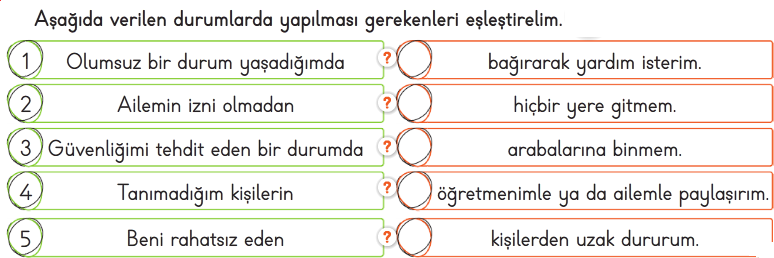 Aşağıda verilen durumlarda yapılması gerekenleri eşleştirelim.
1 Olumsuz bir durum yaşadığımda ? bağırarak yardım isterim.
2 Ailemin izni olmadan ? hiçbir yere gitmem.
3 Güvenliğimi tehdit eden bir durumda ? arabalarına binmem.
4 Tanımadığım kişilerin ? öğretmenimle ya da ailemle paylaşırım.
5 Beni rahatsız eden ? kişilerden uzak dururum.